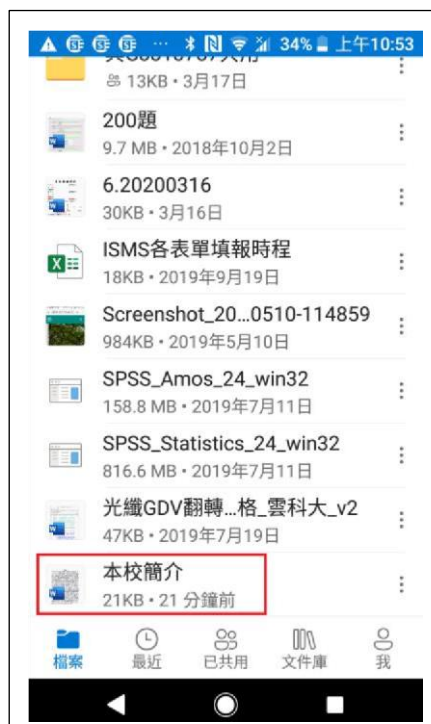 34% 上午10:53
13KB • 3月17日
200題
9.7 MB • 2018年10月2日
6.20200316
30KB • 3月16日
ISMS各表單填報時程
18KB • 2019年9月19日
Screenshot_20...0510-114859
984KB • 2019年5月10日
SPSS_Amos_24_win32
158.8 MB • 2019年7月11日
SPSS_Statistics_24_win32
816.6 MB • 2019年7月11日
光纖GDV翻轉...格_雲科大_v2
47KB • 2019年7月19日
本校簡介
21KB • 21 分鐘前
檔案 最近 已共用 文件庫 我